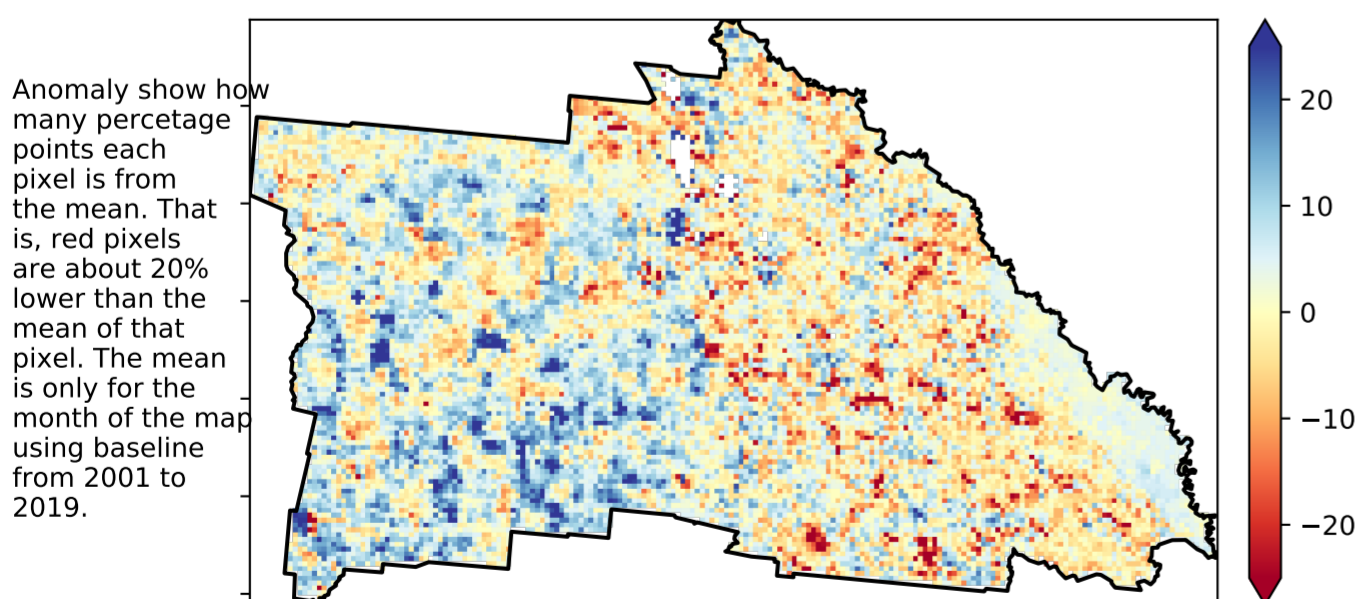 Anomaly show how
many percetage
points each
pixel is from
the mean. That
is, red pixels
are about 20%
lower than the
mean of that
pixel. The mean
is only for the
month of the map
using baseline
from 2001 to
2019.
20
10
0
−10
−20